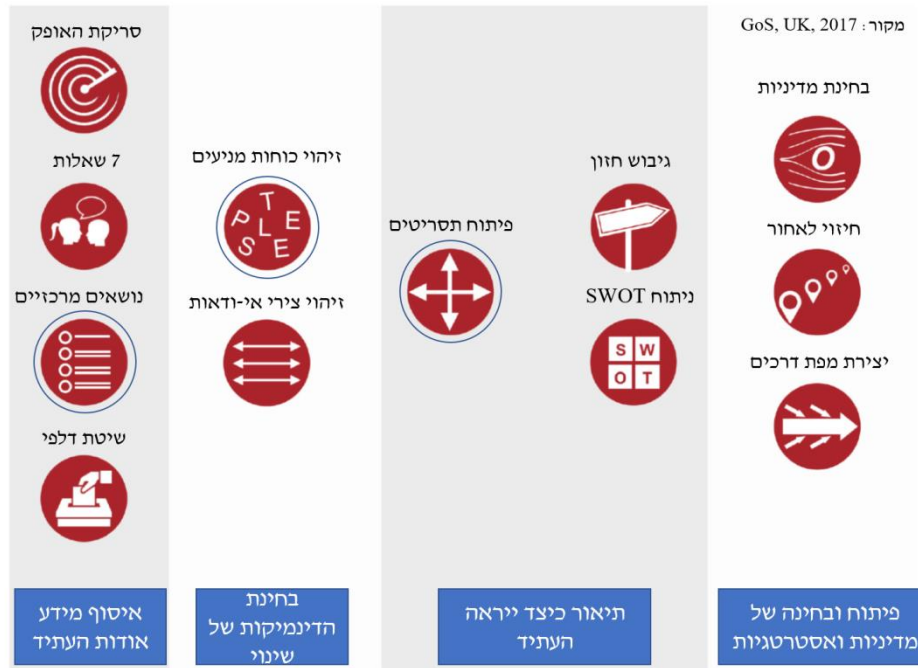 סריקת האופק
7 שאלות
נושאים מרכזיים
שיטת דלפי
איסוף מידע
אודות העתיד
זיהוי כוחות מניעים
T
P
E
L
S
E
זיהוי צירי אי-ודאות
בחינת
הדינמיקות של
שינוי
פיתוח תסריטים
גיבוש חזון
ניתוח SWOT
S W
O T
תיאור כיצד ייראה
העתיד
מקור: GoS, UK, 2017
בחינת מדיניות
חיזוי לאחור
יצירת מפת דרכים
פיתוח ובחינה של
מדיניות ואסטרטגיות